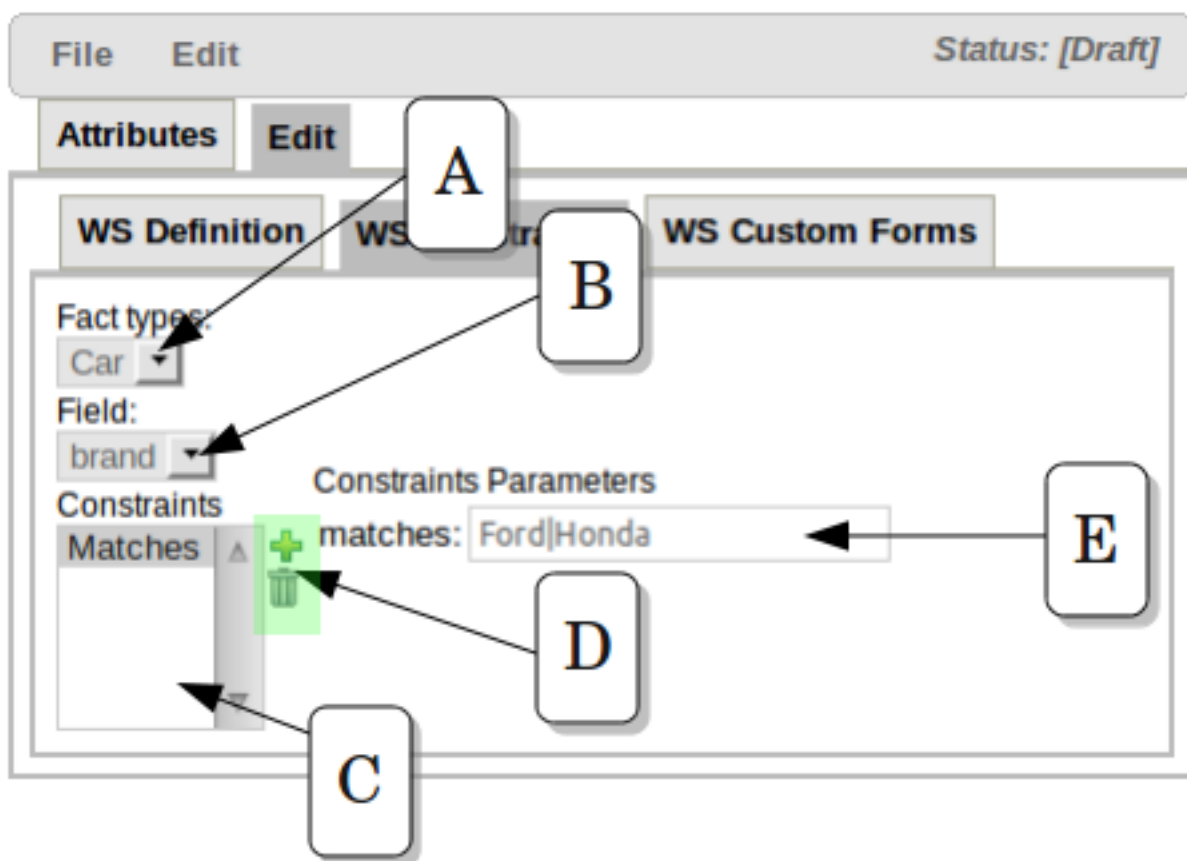 File Edit Status: [Draft]
Attributes Edit
A
WS Definition WS WS Custom Forms
B
Fact types:
Car
Field:
brand
Constraints Parameters
Constraints
Matches matches: Ford|Honda
E
D
C